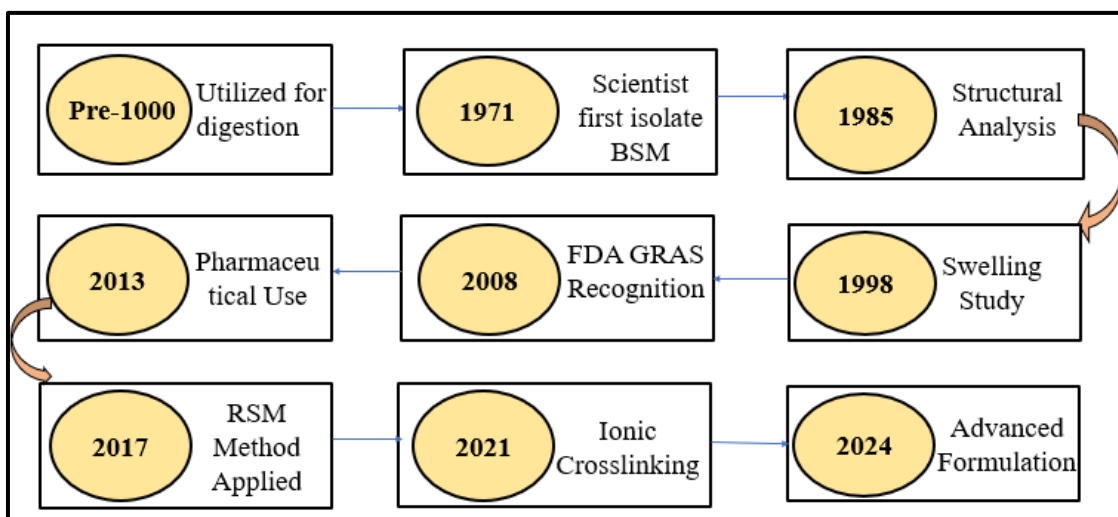 Pre-1000
Utilized for
digestion
1971
Scientist
first isolate
BSM
1985
Structural
Analysis
1998
Swelling
Study
2008
FDA GRAS
Recognition
2013
Pharmaceu
tical Use
2017
RSM
Method
Applied
2021
Ionic
Crosslinking
2024
Advanced
Formulation